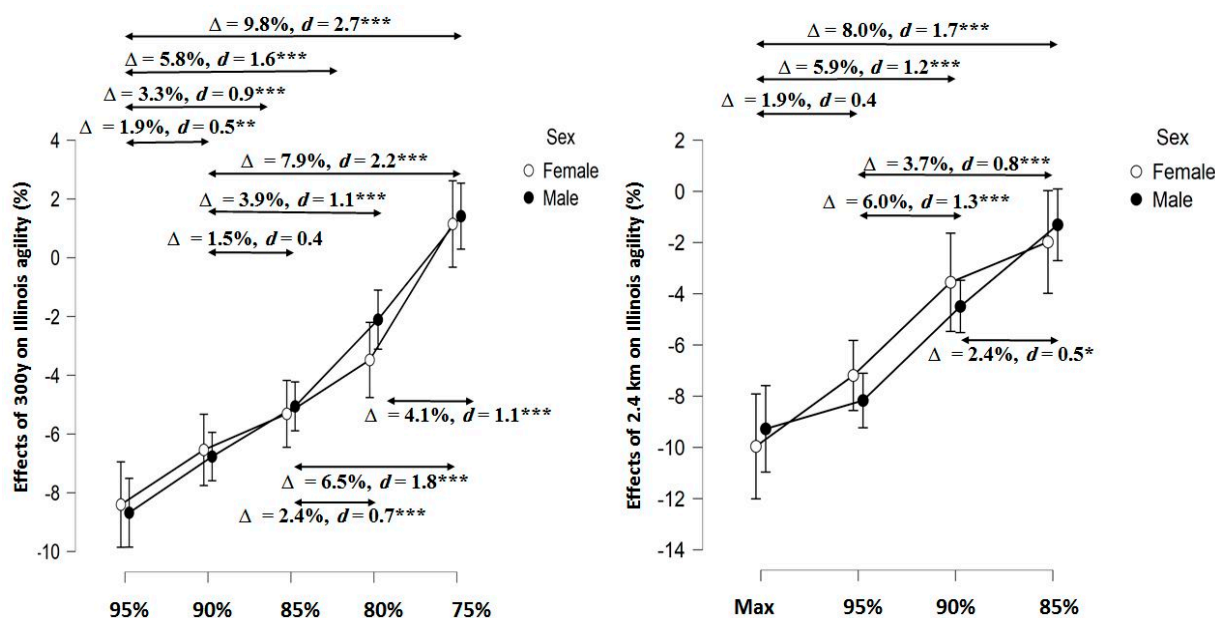 Δ = 9.8%, d = 2.7***
Δ = 5.8%, d = 1.6***
Δ = 3.3%, d = 0.9***
Δ = 1.9%, d = 0.5**
Δ = 7.9%, d = 2.2***
Δ = 3.9%, d = 1.1***
Δ = 1.5%, d = 0.4
Δ = 4.1%, d = 1.1***
Δ = 6.5%, d = 1.8***
Δ = 2.4%, d = 0.7***
Sex
Female
Male
Effects of 300y on Illinois agility (%)
4
2
0
-2
-4
-6
-8
-10
95% 90% 85% 80% 75%
Δ = 8.0%, d = 1.7***
Δ = 5.9%, d = 1.2***
Δ = 1.9%, d = 0.4
Δ = 3.7%, d = 0.8***
Δ = 6.0%, d = 1.3***
Δ = 2.4%, d = 0.5*
Sex
Female
Male
Effects of 2.4 km on Illinois agility (%)
2
0
-2
-4
-6
-8
-10
-12
-14
Max 95% 90% 85%